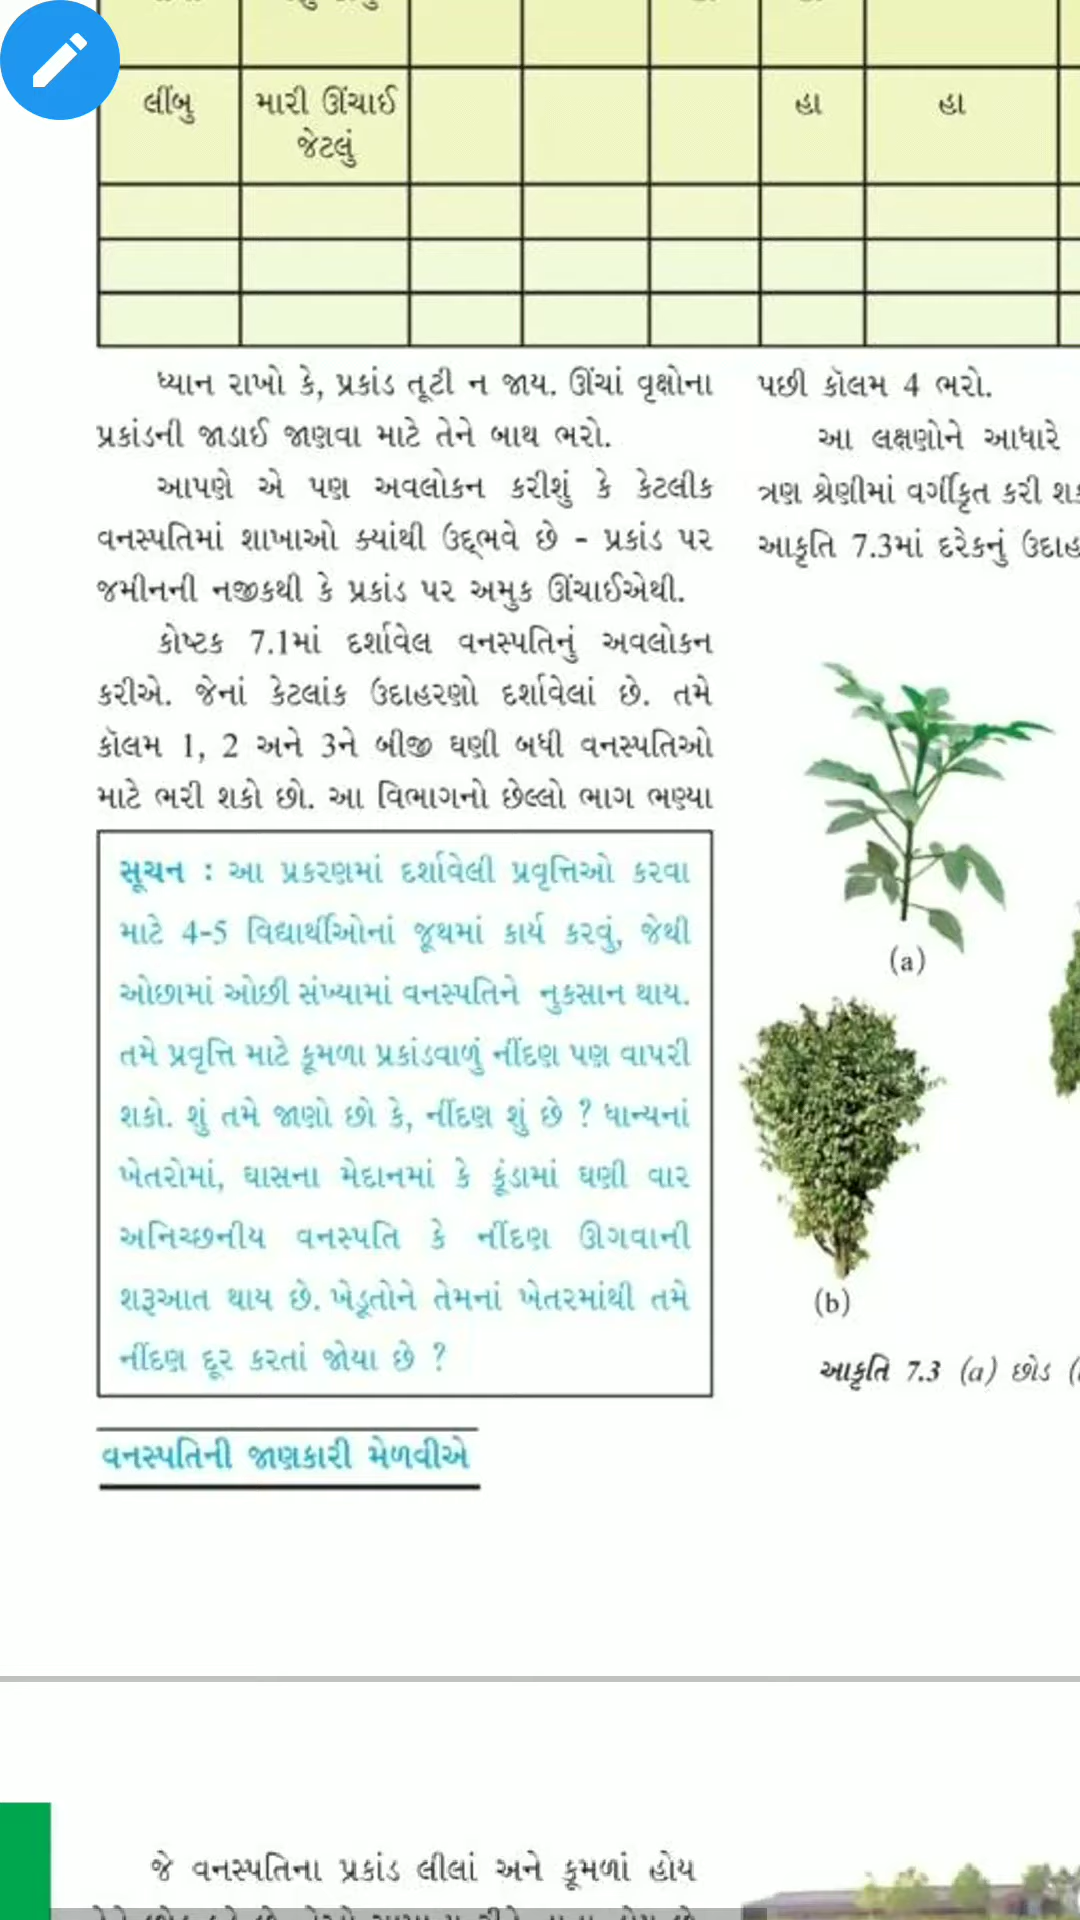 લીંબુ
મારી ઊંચાઈ
જેટલું
હા
હા
ધ્યાન રાખો કે, પ્રકાંડ તૂટી ન જાય. ઊંચાં વૃક્ષોના
પ્રકાંડની જાડાઈ જાણવા માટે તેને બાથ ભરો.
આપણે એ પણ અવલોકન કરીશું કે કેટલીક
વનસ્પતિમાં શાખાઓ ક્યાંથી ઉદ્ભવે છે - પ્રકાંડ પર
જમીનની નજીકથી કે પ્રકાંડ પર અમુક ઊંચાઈએથી.
કોષ્ટક 7.1માં દર્શાવેલ વનસ્પતિનું અવલોકન
કરીએ. જેનાં કેટલાંક ઉદાહરણો દર્શાવેલાં છે. તમે
કૉલમ 1, 2 અને 3ને બીજી ઘણી બધી વનસ્પતિઓ
માટે ભરી શકો છો. આ વિભાગનો છેલ્લો ભાગ ભણ્યા
સૂચન : આ પ્રકરણમાં દર્શાવેલી પ્રવૃત્તિઓ કરવા
માટે 4-5 વિદ્યાર્થીઓનાં જૂથમાં કાર્ય કરવું, જેથી
ઓછામાં ઓછી સંખ્યામાં વનસ્પતિને નુકસાન થાય.
તમે પ્રવૃત્તિ માટે કૂમળા પ્રકાંડવાળું નીંદણ પણ વાપરી
શકો. શું તમે જાણો છો કે, નીંદણ શું છે ? ધાન્યનાં
ખેતરોમાં, ઘાસના મેદાનમાં કે કૂંડામાં ઘણી વાર
અનિચ્છનીય વનસ્પતિ કે નીંદણ ઊગવાની
શરૂઆત થાય છે. ખેડૂતોને તેમનાં ખેતરમાંથી તમે
નીંદણ દૂર કરતાં જોયા છે ?
વનસ્પતિની જાણકારી મેળવીએ
પછી કૉલમ 4 ભરો.
આ લક્ષણોને આધારે
ત્રણ શ્રેણીમાં વર્ગીકૃત કરી
આકૃતિ 7.3માં દરેકનું
(a)
(b)
આકૃતિ 7.3 (a) છોડ
જે વનસ્પતિના પ્રકાંડ લીલાં અને કૂમળાં હોય